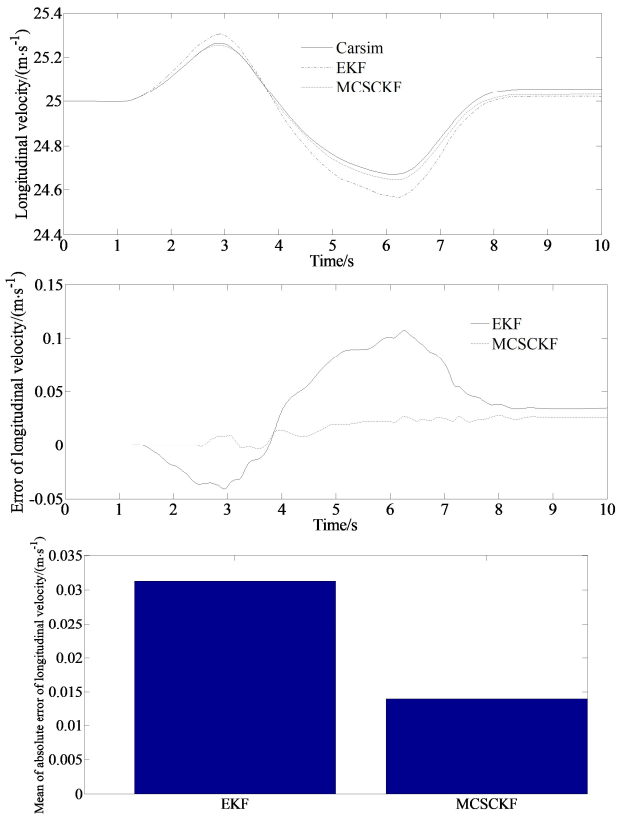 25.4
25.2
25
24.8
24.6
24.4
Longitudinal velocity/(m·s-1)
Carsim
EKF
MCSCKF
0 1 2 3 4 5 6 7 8 9 10
Time/s
0.15
0.1
0.05
0
-0.05
Error of longitudinal velocity/(m·s-1)
EKF
MCSCKF
0 1 2 3 4 5 6 7 8 9 10
Time/s
0.035
0.03
0.025
0.02
0.015
0.01
0.005
0
Mean of absolute error of longitudinal velocity/(m·s-1)
EKF MCSCKF